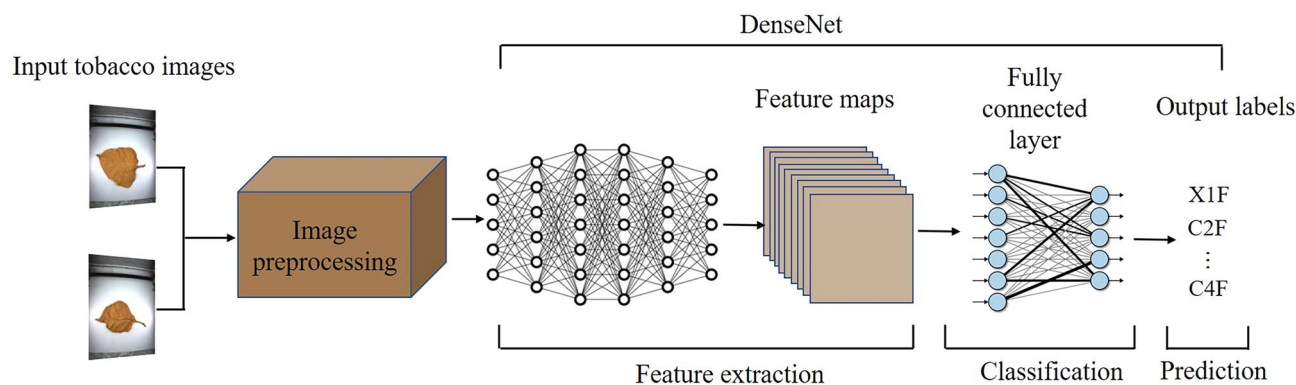 DenseNet
Input tobacco images
Image
preprocessing
Feature maps
Fully
connected
layer
Output labels
X1F
C2F
⋮
C4F
Feature extraction
Classification
Prediction